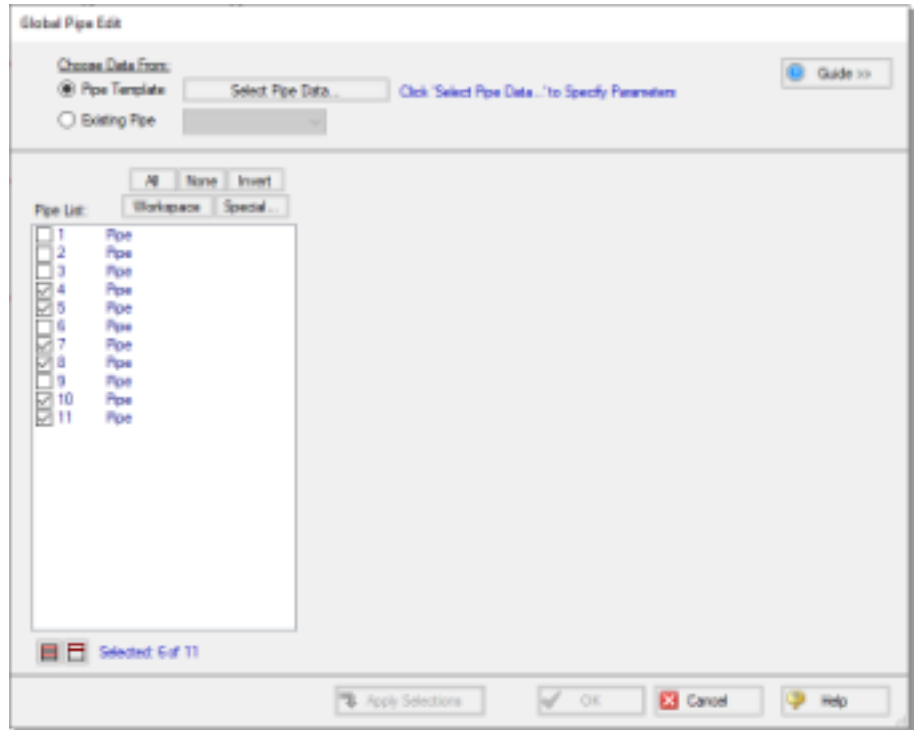 Global Pipe Edit
Choose Data From:
Pipe Template
Select Pipe Data...
Click 'Select Pipe Data...' to Specify Parameters
Guide >>
Existing Pipe
All
None
Invert
Pipe List:
Workspace
Special...
1 Pipe
2 Pipe
3 Pipe
4 Pipe
5 Pipe
6 Pipe
7 Pipe
8 Pipe
9 Pipe
10 Pipe
11 Pipe
Selected: 6 of 11
Apply Selections
OK
Cancel
Help